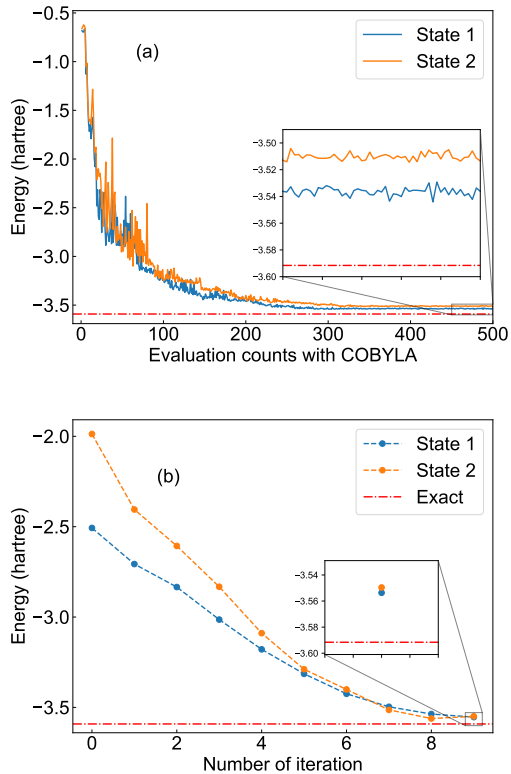 −0.5
−1.0
−1.5
−2.0
−2.5
−3.0
−3.5
Energy (hartree)
(a)
State 1
State 2
−3.50
−3.52
−3.54
−3.56
−3.58
−3.60
0 100 200 300 400 500
Evaluation counts with COBYLA
−2.0
−2.5
−3.0
−3.5
Energy (hartree)
(b)
State 1
State 2
Exact
−3.54
−3.56
−3.58
−3.60
0 2 4 6 8
Number of iteration